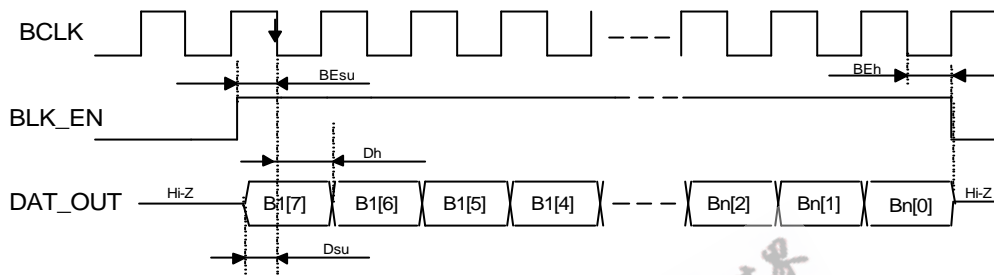 BCLK
BEsu
BEh
BLK_EN
Dh
DAT_OUT
Hi-Z
B1[7]
B1[6]
B1[5]
B1[4]
Bn[2]
Bn[1]
Bn[0]
Hi-Z
Dsu